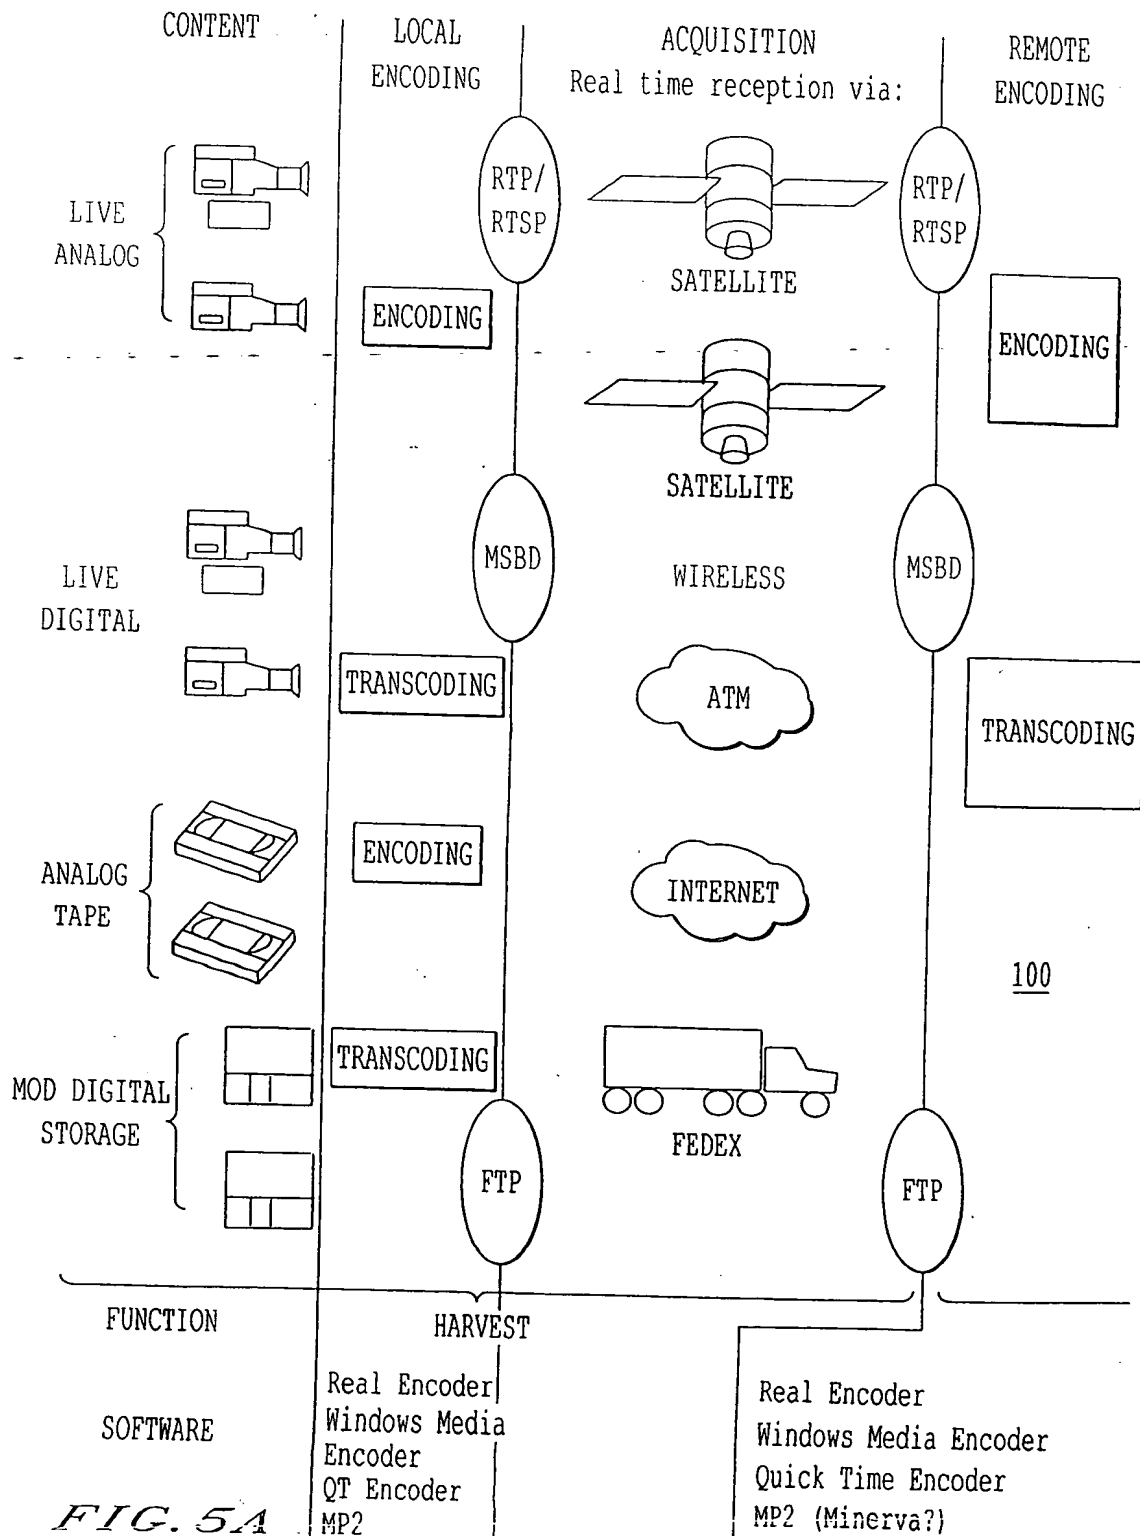 CONTENT
LOCAL
ENCODING
ACQUISITION
Real time reception via:
REMOTE
ENCODING
LIVE
ANALOG
RTP/
RTSP
SATELLITE
RTP/
RTSP
ENCODING
ENCODING
SATELLITE
LIVE
DIGITAL
MSBD
WIRELESS
MSBD
TRANSCODING
ATM
TRANSCODING
ANALOG
TAPE
ENCODING
INTERNET
100
MOD DIGITAL
STORAGE
TRANSCODING
FEDEX
FTP
FTP
FUNCTION
HARVEST
SOFTWARE
Real Encoder
Windows Media
Encoder
QT Encoder
MP2
Real Encoder
Windows Media Encoder
Quick Time Encoder
MP2 (Minerva?)
FIG. 5A